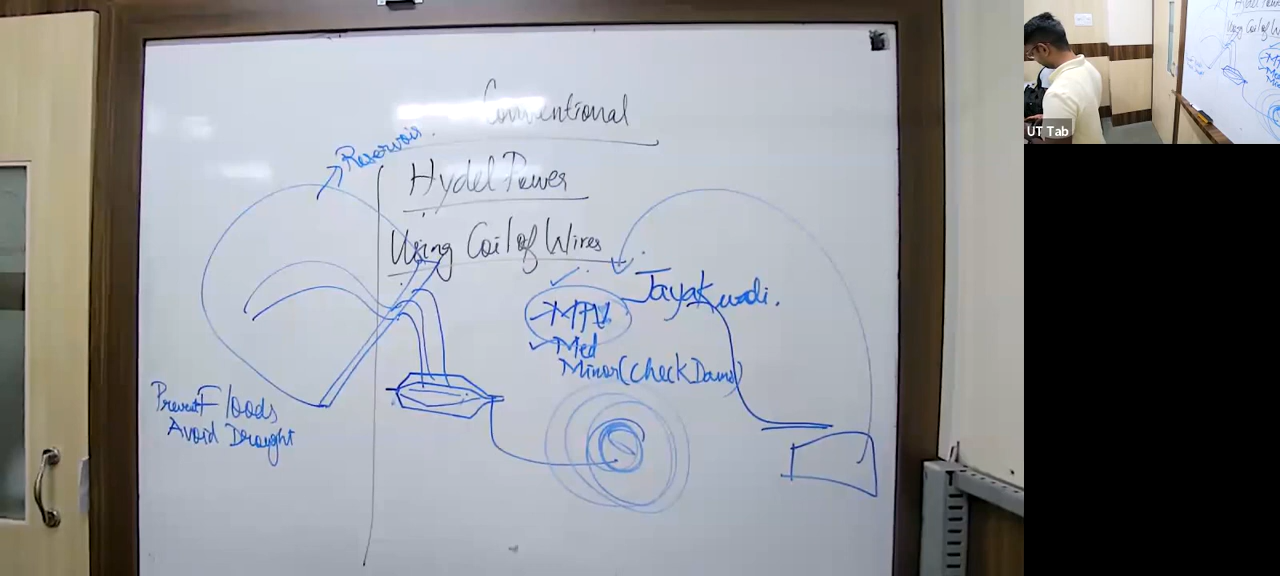 Conventional
Reservoir.
Hydel Power
Using Coil of Wires
Jayakwadi.
Med
Minor (Check Dams)
Prevent Floods
Avoid Draught
UT Tab